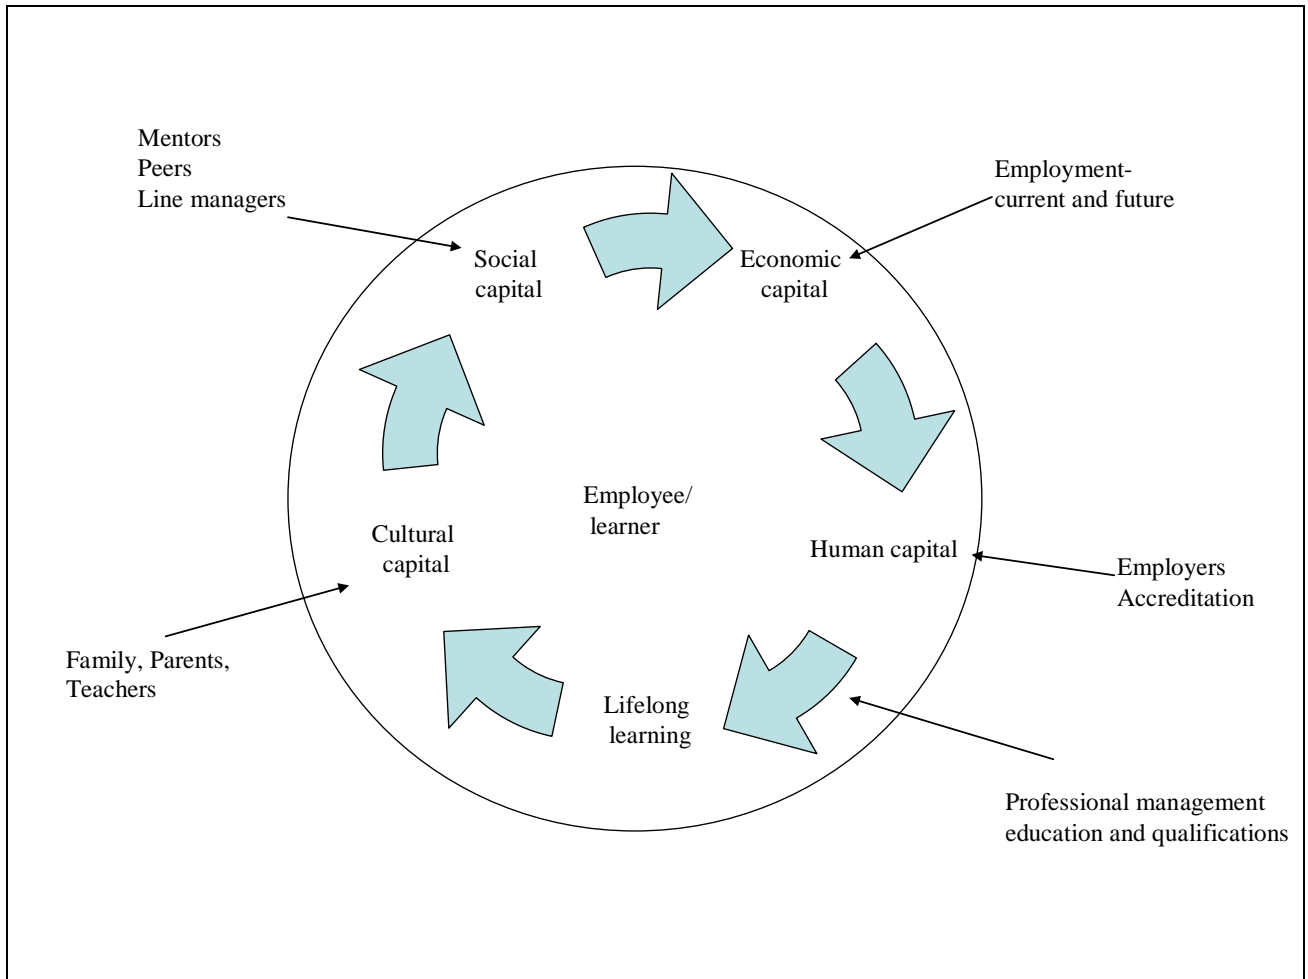 Mentors
Peers
Line managers
Employment-
current and future
Social
capital
Economic
capital
Employee/
learner
Cultural
capital
Human capital
Employers
Accreditation
Family, Parents,
Teachers
Lifelong
learning
Professional management
education and qualifications